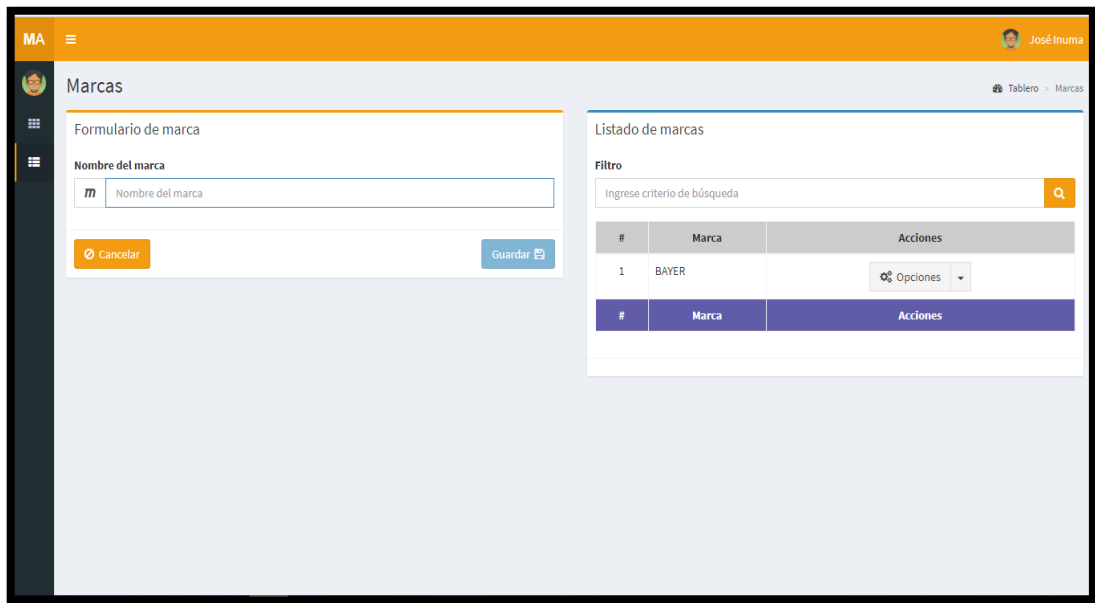 MA
José Inuma
Marcas
Tablero > Marcas
Formulario de marca
Nombre del marca
m Nombre del marca
Cancelar
Guardar
Listado de marcas
Filtro
Ingrese criterio de búsqueda
# Marca Acciones
1 BAYER Opciones
# Marca Acciones